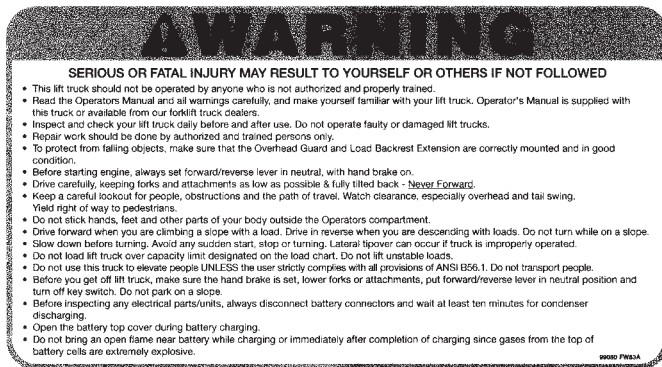 WARNING
SERIOUS OR FATAL INJURY MAY RESULT TO YOURSELF OR OTHERS IF NOT FOLLOWED
• This lift truck should not be operated by anyone who is not authorized and properly trained.
• Read the Operators Manual and all warnings carefully, and make yourself familiar with your lift truck. Operator's Manual is supplied with
this truck or available from our forklift truck dealers.
• Inspect and check your lift truck daily before and after use. Do not operate faulty or damaged lift trucks.
• Repair work should be done by authorized and trained persons only.
• To protect from falling objects, make sure that the Overhead Guard and Load Backrest Extension are correctly mounted and in good
condition.
• Before starting engine, always set forward/reverse lever in neutral, with hand brake on.
• Drive carefully, keeping forks and attachments as low as possible & fully tilted back - Never Forward.
• Keep a careful lookout for people, obstructions and the path of travel. Watch clearance, especially overhead and tail swing.
Yield right of way to pedestrians.
• Do not stick hands, feet and other parts of your body outside the Operators compartment.
• Drive forward when you are climbing a slope with a load. Drive in reverse when you are descending with loads. Do not turn while on a slope.
• Slow down before turning. Avoid any sudden start, stop or turning. Lateral tipover can occur if truck is improperly operated.
• Do not load lift truck over capacity limit designated on the load chart. Do not lift unstable loads.
• Do not use this truck to elevate people UNLESS the user strictly complies with all provisions of ANSI B56.1. Do not transport people.
• Before you get off lift truck, make sure the hand brake is set, lower forks or attachments, put forward/reverse lever in neutral position and
turn off key switch. Do not park on a slope.
• Before inspecting any electrical parts/units, always disconnect battery connectors and wait at least ten minutes for condenser
discharging.
• Open the battery top cover during battery charging.
• Do not bring an open flame near battery while charging or immediately after completion of charging since gases from the top of
battery cells are extremely explosive.
99080 FW83A